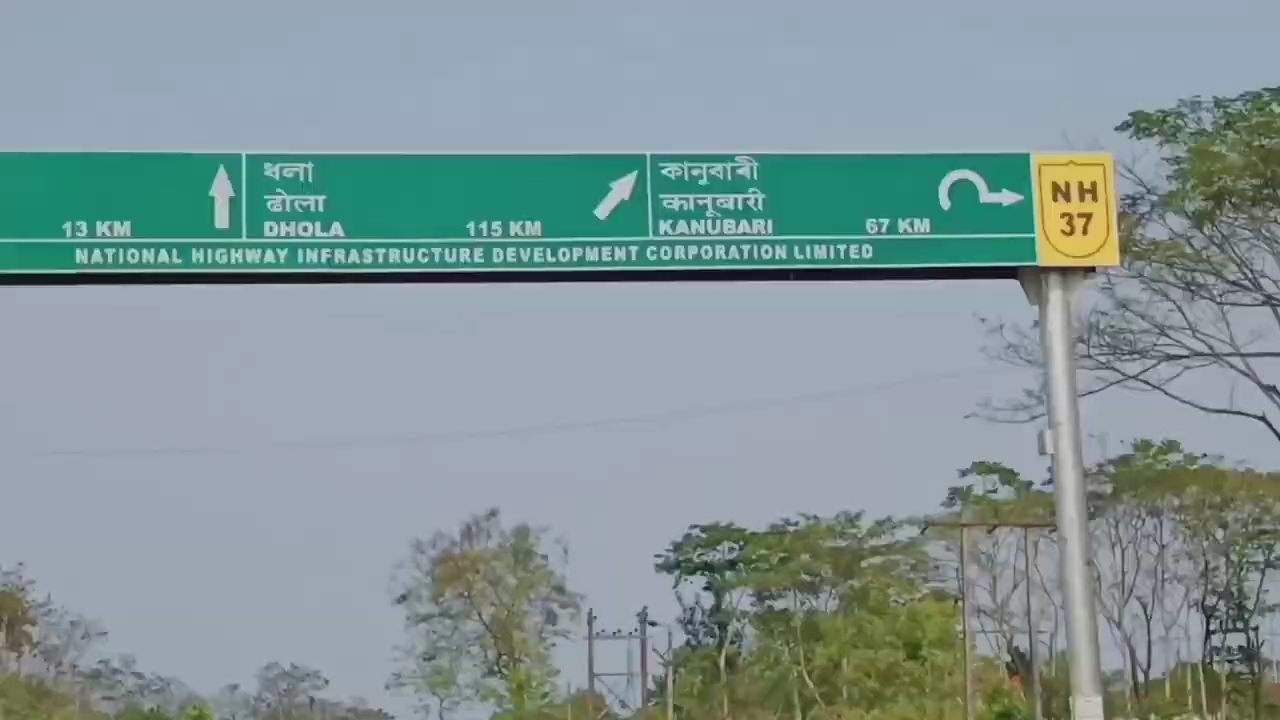 13 KM
ধলা
ढोला
DHOLA 115 KM
কানুবাৰী
कानूबारी
KANUBARI 67 KM
NATIONAL HIGHWAY INFRASTRUCTURE DEVELOPMENT CORPORATION LIMITED
NH
37